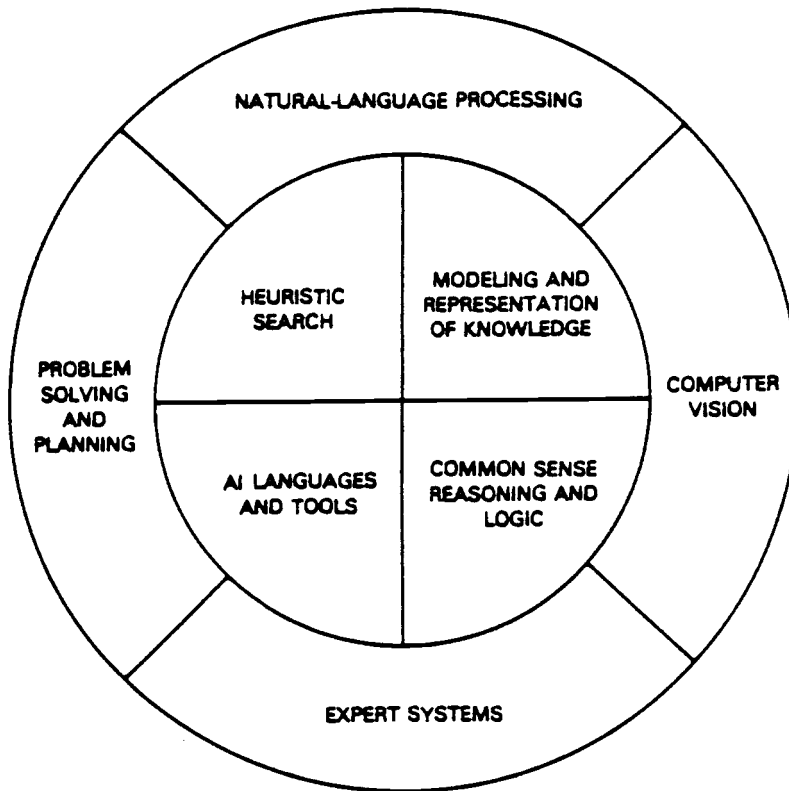 NATURAL-LANGUAGE PROCESSING
HEURISTIC
SEARCH
MODELING AND
REPRESENTATION
OF KNOWLEDGE
PROBLEM
SOLVING
AND
PLANNING
COMPUTER
VISION
AI LANGUAGES
AND TOOLS
COMMON SENSE
REASONING AND
LOGIC
EXPERT SYSTEMS